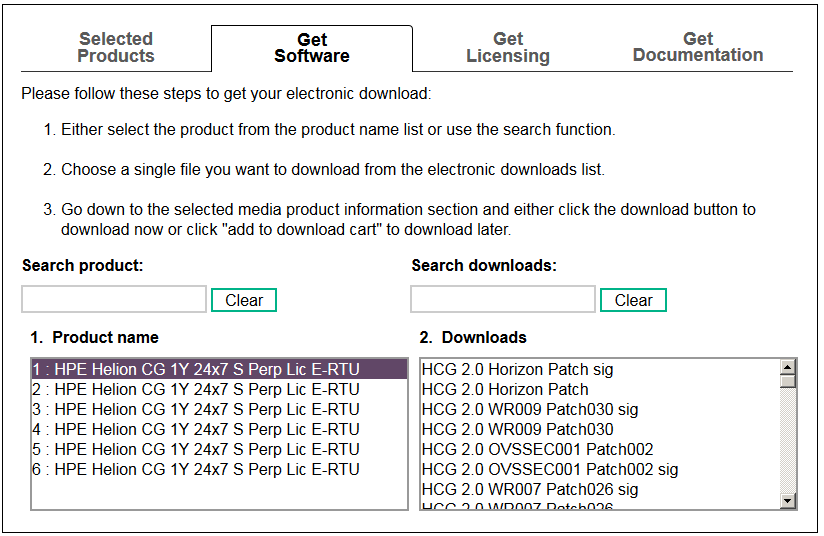 Selected Products
Get Software
Get Licensing
Get Documentation
Please follow these steps to get your electronic download:
1. Either select the product from the product name list or use the search function.
2. Choose a single file you want to download from the electronic downloads list.
3. Go down to the selected media product information section and either click the download button to
download now or click "add to download cart" to download later.
Search product:
Clear
Search downloads:
Clear
1. Product name
1 : HPE Helion CG 1Y 24x7 S Perp Lic E-RTU
2 : HPE Helion CG 1Y 24x7 S Perp Lic E-RTU
3 : HPE Helion CG 1Y 24x7 S Perp Lic E-RTU
4 : HPE Helion CG 1Y 24x7 S Perp Lic E-RTU
5 : HPE Helion CG 1Y 24x7 S Perp Lic E-RTU
6 : HPE Helion CG 1Y 24x7 S Perp Lic E-RTU
2. Downloads
HCG 2.0 Horizon Patch sig
HCG 2.0 Horizon Patch
HCG 2.0 WR009 Patch030 sig
HCG 2.0 WR009 Patch030
HCG 2.0 OVSSEC001 Patch002
HCG 2.0 OVSSEC001 Patch002 sig
HCG 2.0 WR007 Patch026 sig
HCG 2.0 WR007 Patch026